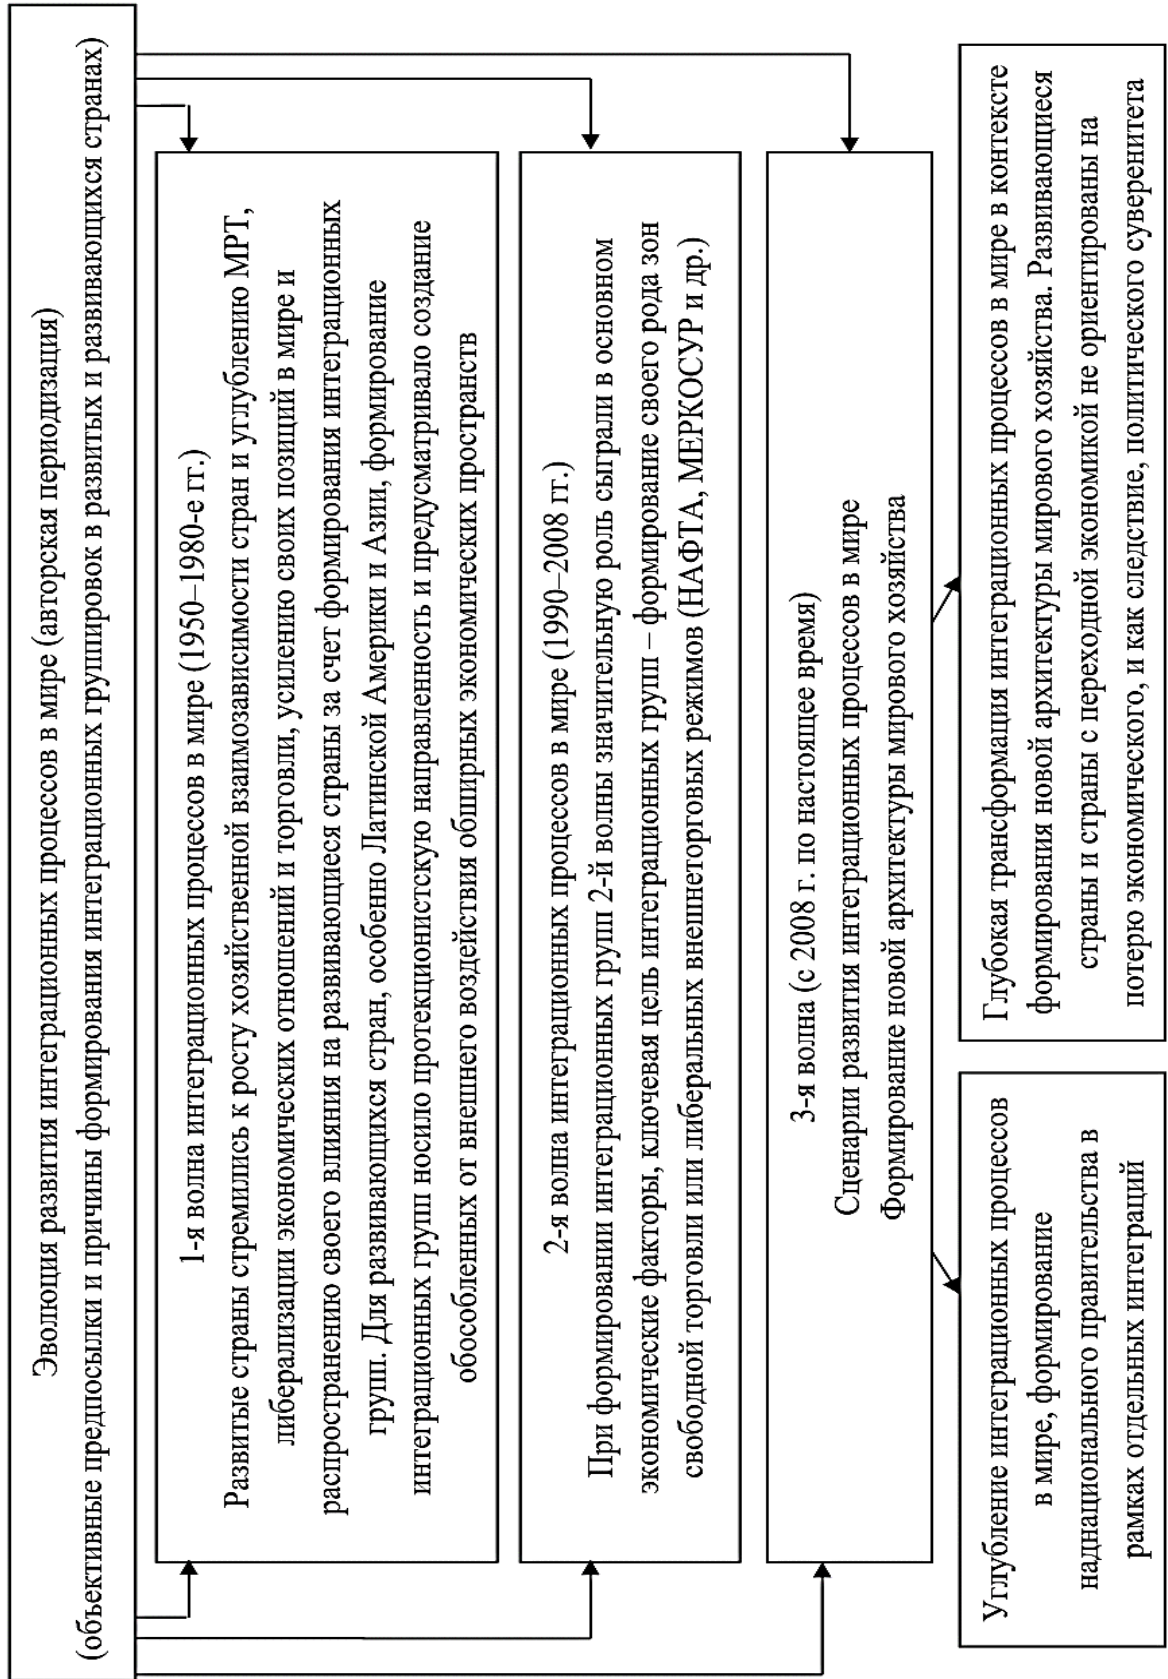 Эволюция развития интеграционных процессов в мире (авторская периодизация)
(объективные предпосылки и причины формирования интеграционных группировок в развитых и развивающихся странах)
1-я волна интеграционных процессов в мире (1950–1980-е гг.)
Развитые страны стремились к росту хозяйственной взаимозависимости стран и углублению МРТ,
либерализации экономических отношений и торговли, усилению своих позиций в мире и
распространению своего влияния на развивающиеся страны за счет формирования интеграционных
групп. Для развивающихся стран, особенно Латинской Америки и Азии, формирование
интеграционных групп носило протекционистскую направленность и предусматривало создание
обособленных от внешнего воздействия обширных экономических пространств
2-я волна интеграционных процессов в мире (1990–2008 гг.)
При формировании интеграционных групп 2-й волны значительную роль сыграли в основном
экономические факторы, ключевая цель интеграционных групп – формирование своего рода зон
свободной торговли или либеральных внешнеторговых режимов (НАФТА, МЕРКОСУР и др.)
3-я волна (с 2008 г. по настоящее время)
Сценарии развития интеграционных процессов в мире
Формирование новой архитектуры мирового хозяйства
Углубление интеграционных процессов
в мире, формирование
наднационального правительства в
рамках отдельных интеграций
Глубокая трансформация интеграционных процессов в мире в контексте
формирования новой архитектуры мирового хозяйства. Развивающиеся
страны и страны с переходной экономикой не ориентированы на
потерю экономического, и как следствие, политического суверенитета